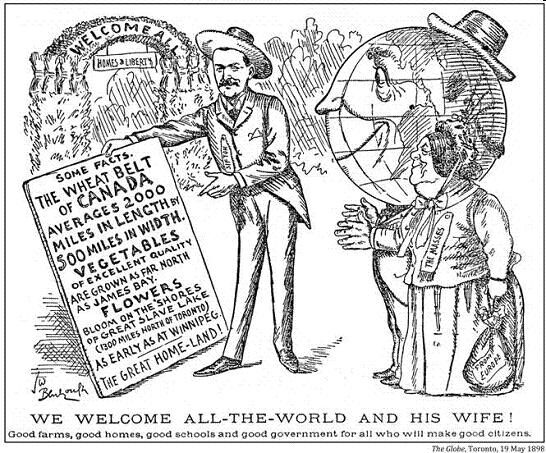 WELCOME ALL
HOMES & LIBERTY
SOME FACTS.
THE WHEAT BELT
OF CANADA
AVERAGES 2000
MILES IN LENGTH BY
500 MILES IN WIDTH.
VEGETABLES
OF EXCELLENT QUALITY
ARE GROWN AS FAR NORTH
AS JAMES BAY.
FLOWERS
BLOOM ON THE SHORES
OF GREAT SLAVE LAKE
(1200 MILES NORTH OF TORONTO)
AS EARLY AS AT WINNIPEG.
THE GREAT HOME-LAND!
THE MASSES
FROM
EUROPE
JW
Bengough
WE WELCOME ALL-THE-WORLD AND HIS WIFE!
Good farms, good homes, good schools and good government for all who will make good citizens.
The Globe, Toronto, 19 May 1898